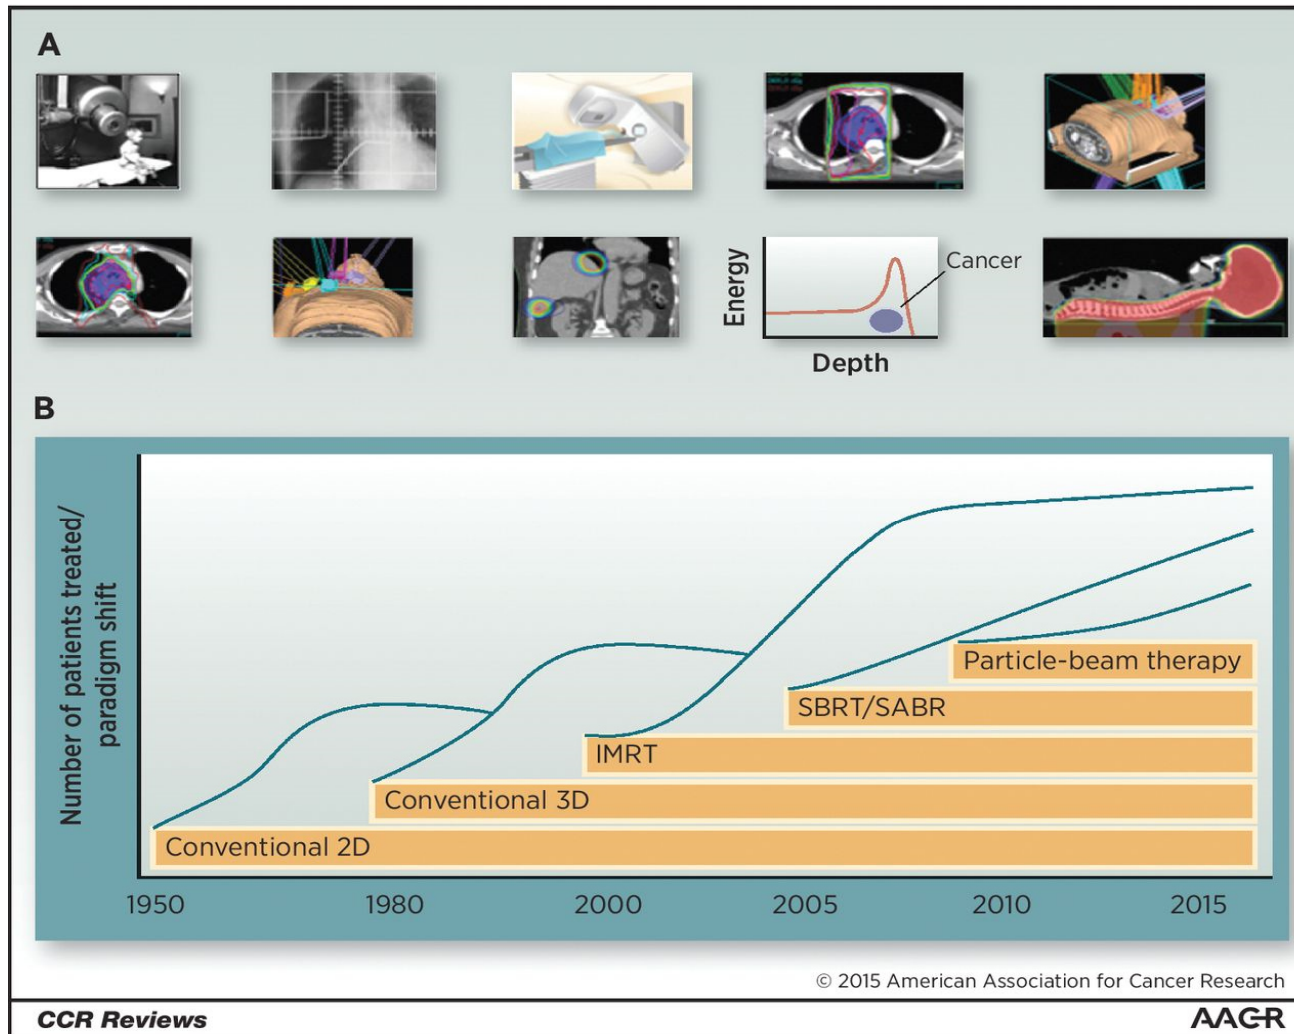 A
Energy
Cancer
Depth
B
Number of patients treated/
paradigm shift
Particle-beam therapy
SBRT/SABR
IMRT
Conventional 3D
Conventional 2D
1950 1980 2000 2005 2010 2015
© 2015 American Association for Cancer Research
CCR Reviews AACR